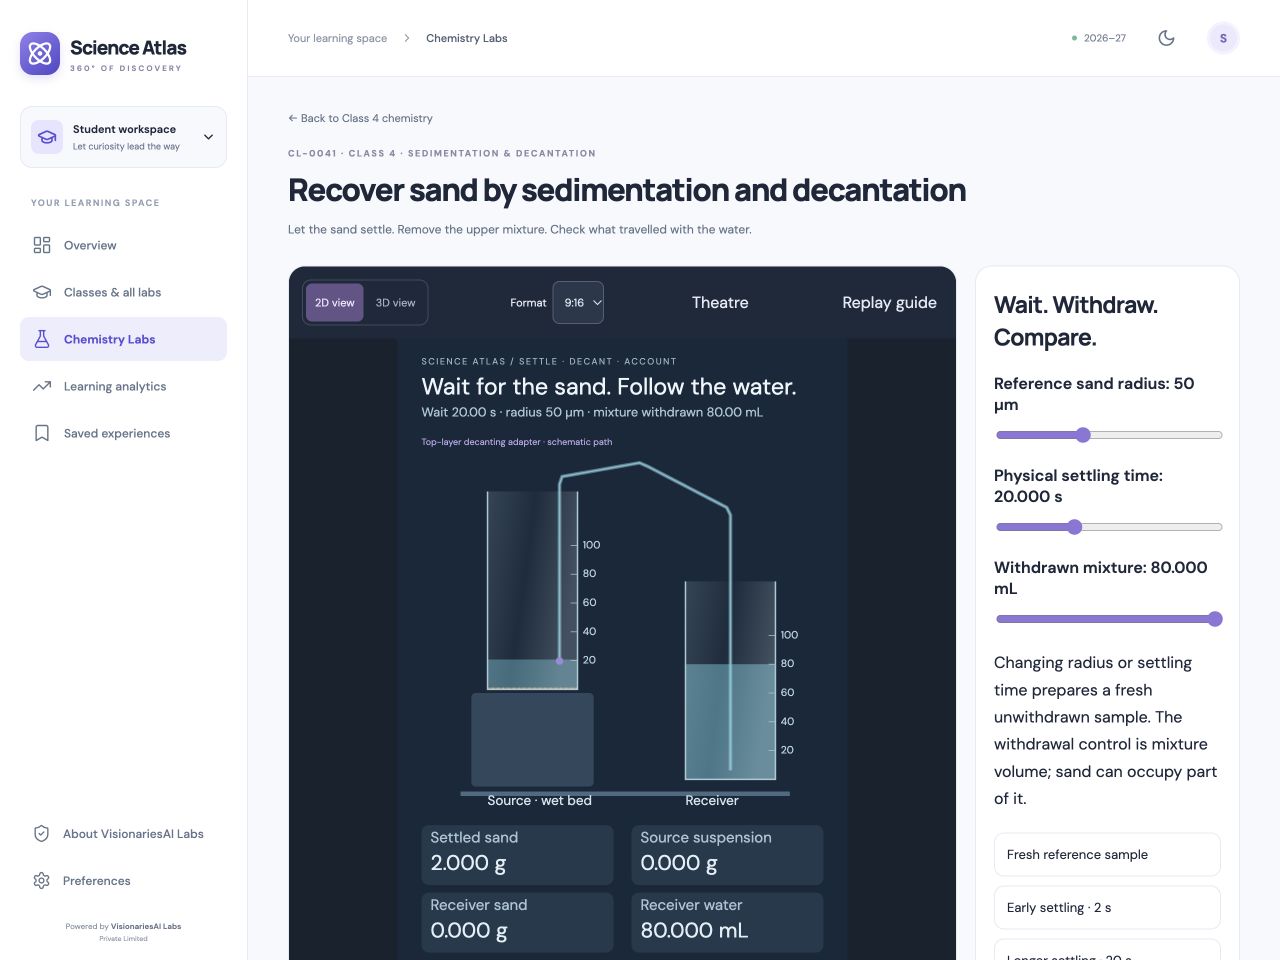 Science Atlas
360° OF DISCOVERY
Student workspace
Let curiosity lead the way
YOUR LEARNING SPACE
Overview
Classes & all labs
Chemistry Labs
Learning analytics
Saved experiences
About VisionariesAI Labs
Preferences
Powered by VisionariesAI Labs
Private Limited
Your learning space > Chemistry Labs
2026–27
S
← Back to Class 4 chemistry
CL-0041 · CLASS 4 · SEDIMENTATION & DECANTATION
Recover sand by sedimentation and decantation
Let the sand settle. Remove the upper mixture. Check what travelled with the water.
2D view
3D view
Format
9:16
Theatre
Replay guide
SCIENCE ATLAS / SETTLE · DECANT · ACCOUNT
Wait for the sand. Follow the water.
Wait 20.00 s · radius 50 µm · mixture withdrawn 80.00 mL
Top-layer decanting adapter · schematic path
100
80
60
40
20
100
80
60
40
20
Source · wet bed
Receiver
Settled sand
2.000 g
Source suspension
0.000 g
Receiver sand
0.000 g
Receiver water
80.000 mL
Wait. Withdraw.
Compare.
Reference sand radius: 50
µm
Physical settling time:
20.000 s
Withdrawn mixture: 80.000
mL
Changing radius or settling
time prepares a fresh
unwithdrawn sample. The
withdrawal control is mixture
volume; sand can occupy part
of it.
Fresh reference sample
Early settling · 2 s
Longer settling · 20 s